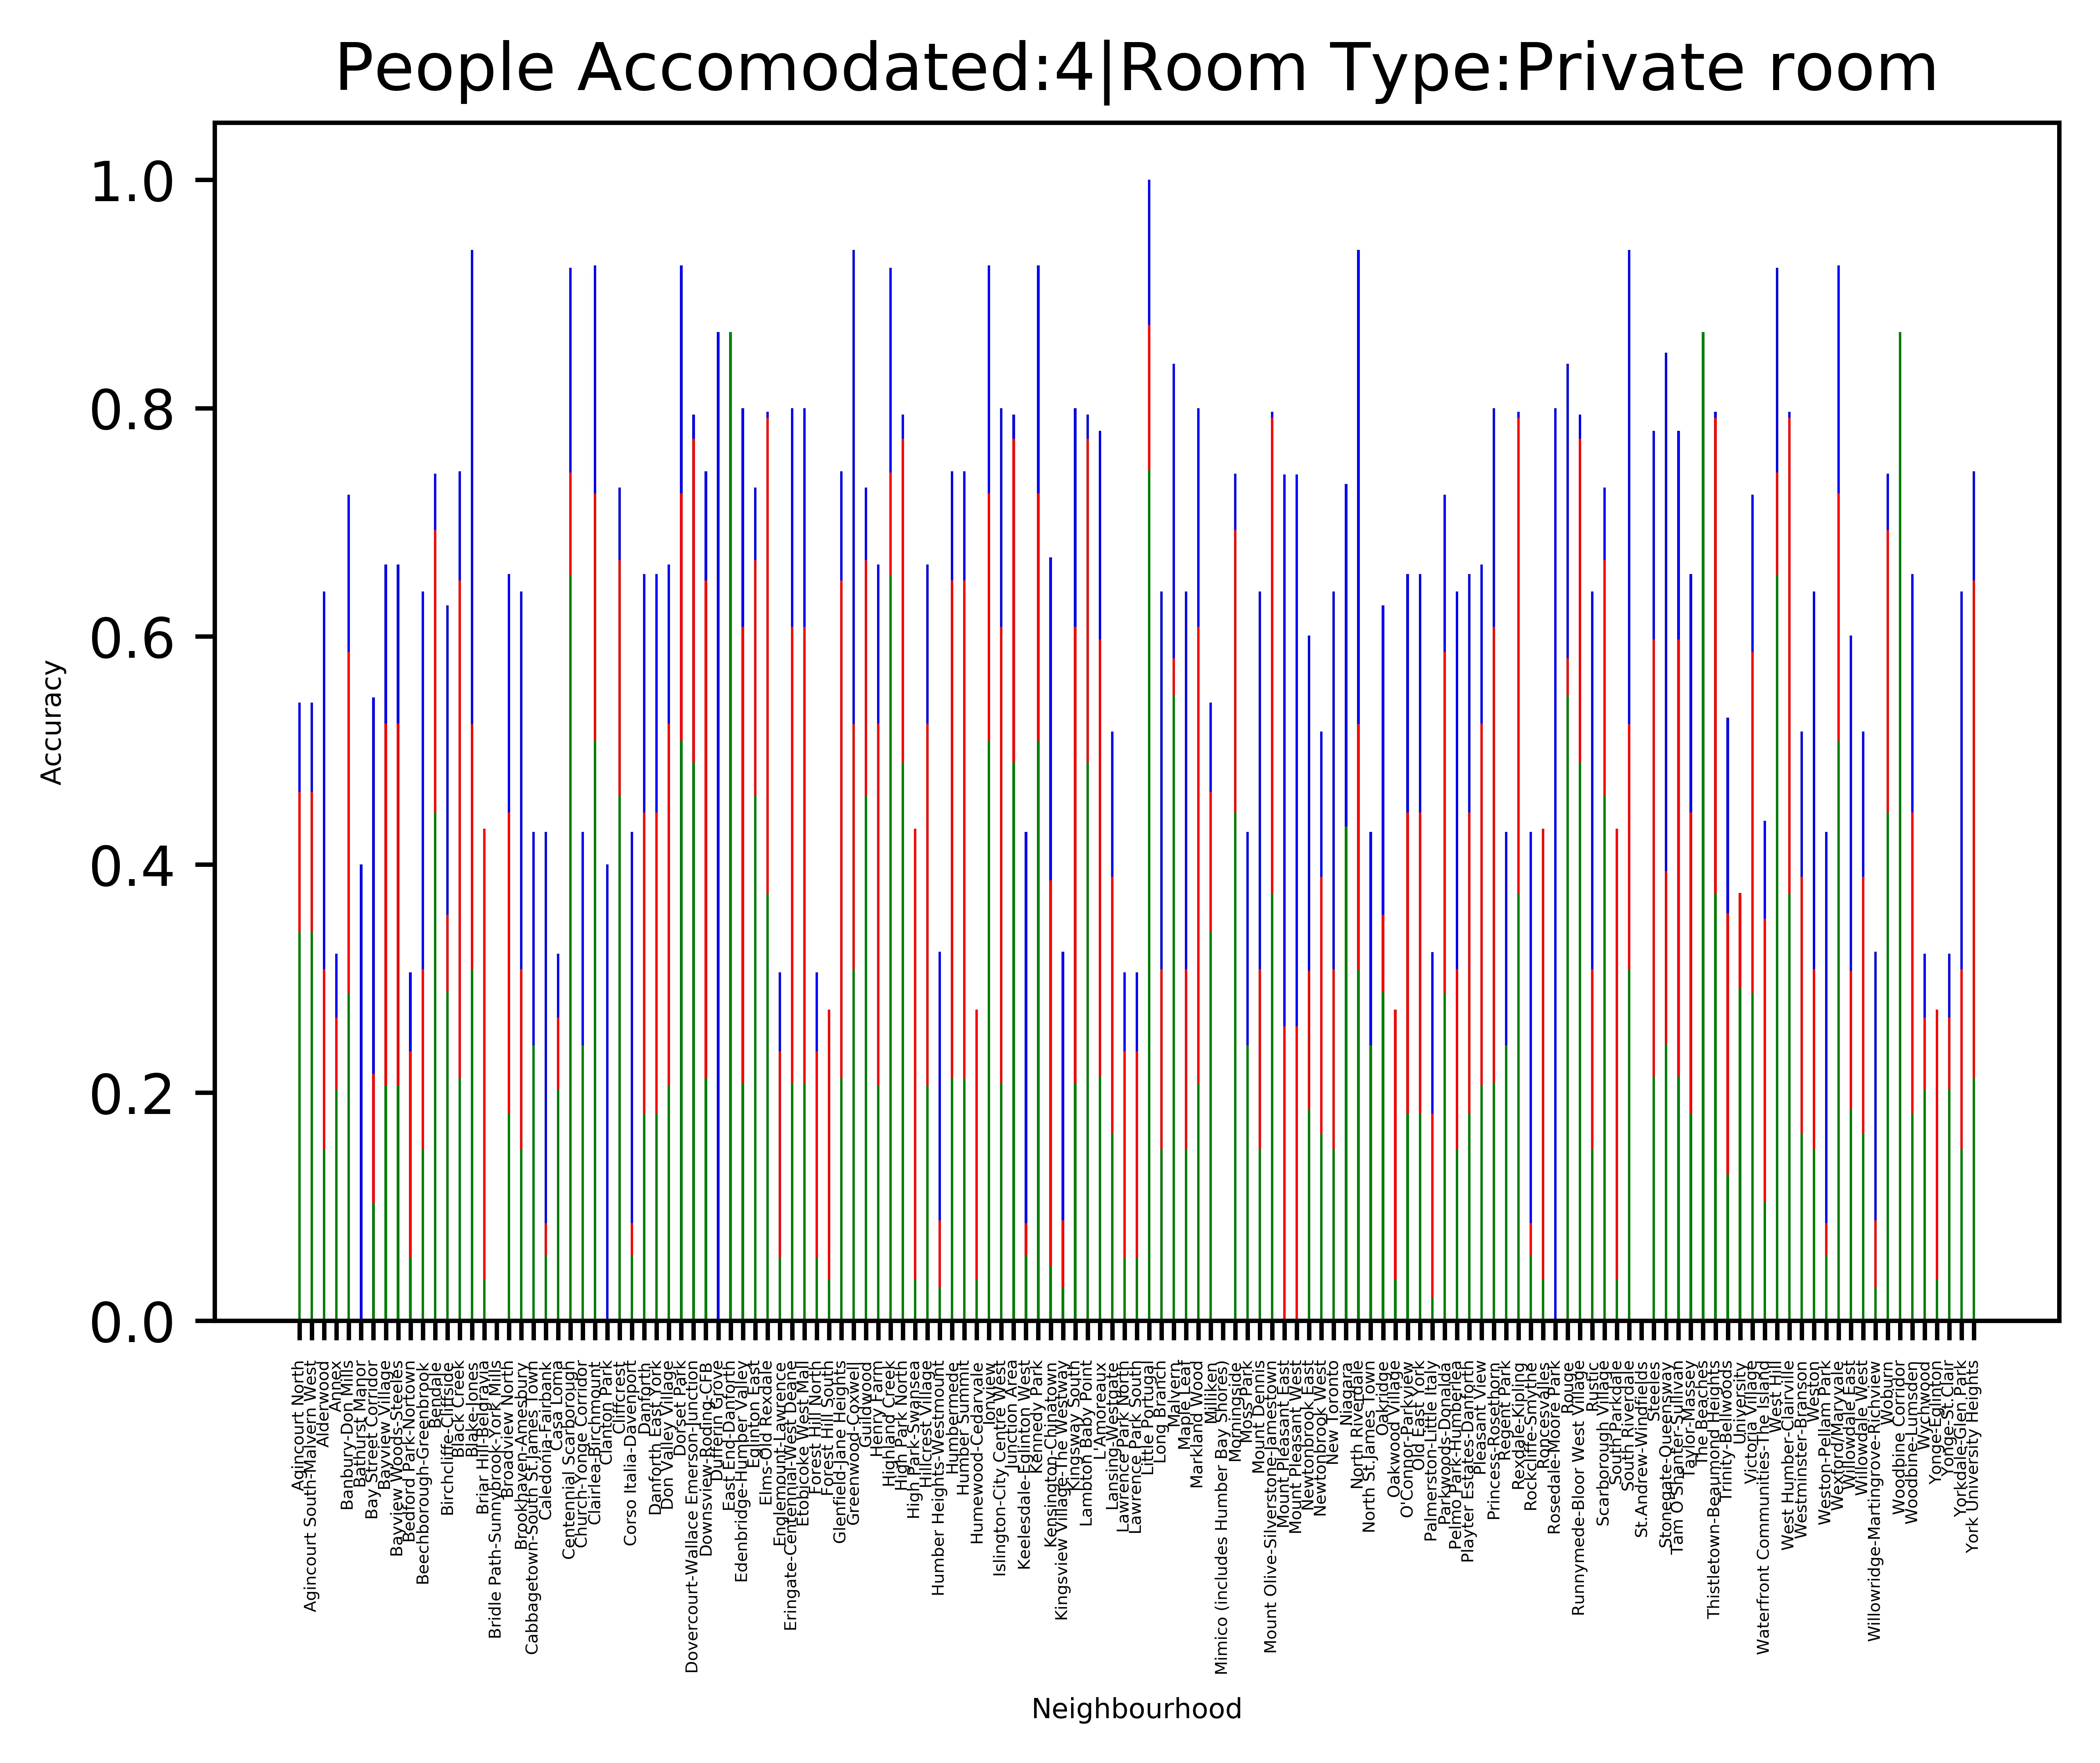 People Accomodated:4|Room Type:Private room
1.0
0.8
0.6
0.4
0.2
0.0
Accuracy
Agincourt North
Agincourt South-Malvern West
Alderwood
Annex
Banbury-Don Mills
Bathurst Manor
Bay Street Corridor
Bayview Village
Bayview Woods-Steeles
Bedford Park-Nortown
Beechborough-Greenbrook
Bendale
Birchcliffe-Cliffside
Black Creek
Blake-Jones
Briar Hill-Belgravia
Bridle Path-Sunnybrook-York Mills
Broadview North
Brookhaven-Amesbury
Cabbagetown-South St.James Town
Caledonia-Fairbank
Casa Loma
Centennial Scarborough
Church-Yonge Corridor
Clairlea-Birchmount
Clanton Park
Cliffcrest
Corso Italia-Davenport
Danforth
Danforth East York
Don Valley Village
Dorset Park
Dovercourt-Wallace Emerson-Junction
Downsview-Roding-CFB
Dufferin Grove
East End-Danforth
Edenbridge-Humber Valley
Eglinton East
Elms-Old Rexdale
Englemount-Lawrence
Eringate-Centennial-West Deane
Etobicoke West Mall
Forest Hill North
Forest Hill South
Glenfield-Jane Heights
Greenwood-Coxwell
Guildwood
Henry Farm
Highland Creek
High Park North
High Park-Swansea
Hillcrest Village
Humber Heights-Westmount
Humbermede
Humber Summit
Humewood-Cedarvale
Ionview
Islington-City Centre West
Junction Area
Keelesdale-Eglinton West
Kennedy Park
Kensington-Chinatown
Kingsview Village-The Westway
Kingsway South
Lambton Baby Point
L'Amoreaux
Lansing-Westgate
Lawrence Park North
Lawrence Park South
Little Portugal
Long Branch
Malvern
Maple Leaf
Markland Wood
Milliken
Mimico (includes Humber Bay Shores)
Morningside
Moss Park
Mount Dennis
Mount Olive-Silverstone-Jamestown
Mount Pleasant East
Mount Pleasant West
Newtonbrook East
Newtonbrook West
New Toronto
Niagara
North Riverdale
North St.James Town
Oakridge
Oakwood Village
O'Connor-Parkview
Old East York
Palmerston-Little Italy
Parkwoods-Donalda
Pelmo Park-Humberlea
Playter Estates-Danforth
Pleasant View
Princess-Rosethorn
Regent Park
Rexdale-Kipling
Rockcliffe-Smythe
Roncesvalles
Rosedale-Moore Park
Rouge
Runnymede-Bloor West Village
Rustic
Scarborough Village
South Parkdale
South Riverdale
St.Andrew-Windfields
Steeles
Stonegate-Queensway
Tam O'Shanter-Sullivan
Taylor-Massey
The Beaches
Thistletown-Beaumond Heights
Trinity-Bellwoods
University
Victoria Village
Waterfront Communities-The Island
West Hill
West Humber-Clairville
Westminster-Branson
Weston
Weston-Pellam Park
Wexford/Maryvale
Willowdale East
Willowdale West
Willowridge-Martingrove-Richview
Woburn
Woodbine Corridor
Woodbine-Lumsden
Wychwood
Yonge-Eglinton
Yonge-St.Clair
Yorkdale-Glen Park
York University Heights
Neighbourhood